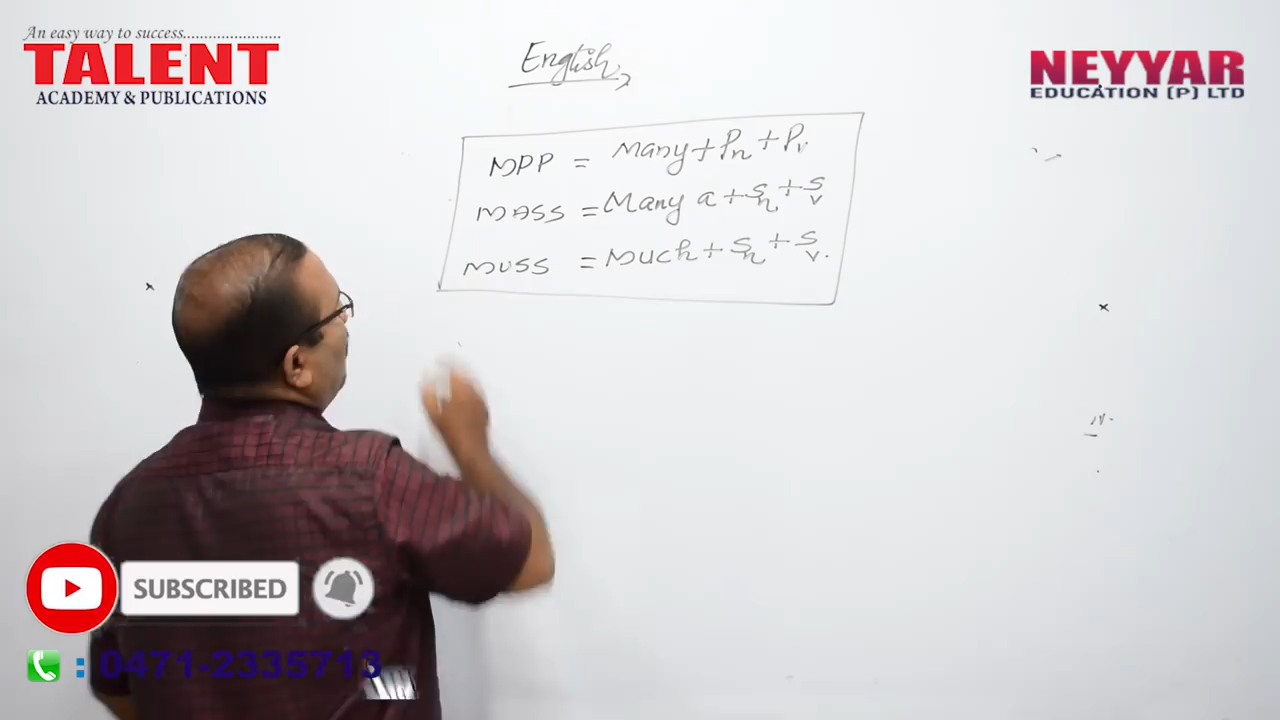 An easy way to success.......................
TALENT
ACADEMY & PUBLICATIONS
NEYYAR
EDUCATION (P) LTD
English
MPP = Many + Pn + Pv
MASS = Many a + Sn + Sv
MUSS = Much + Sn + Sv.
SUBSCRIBED
: 0471-2335713